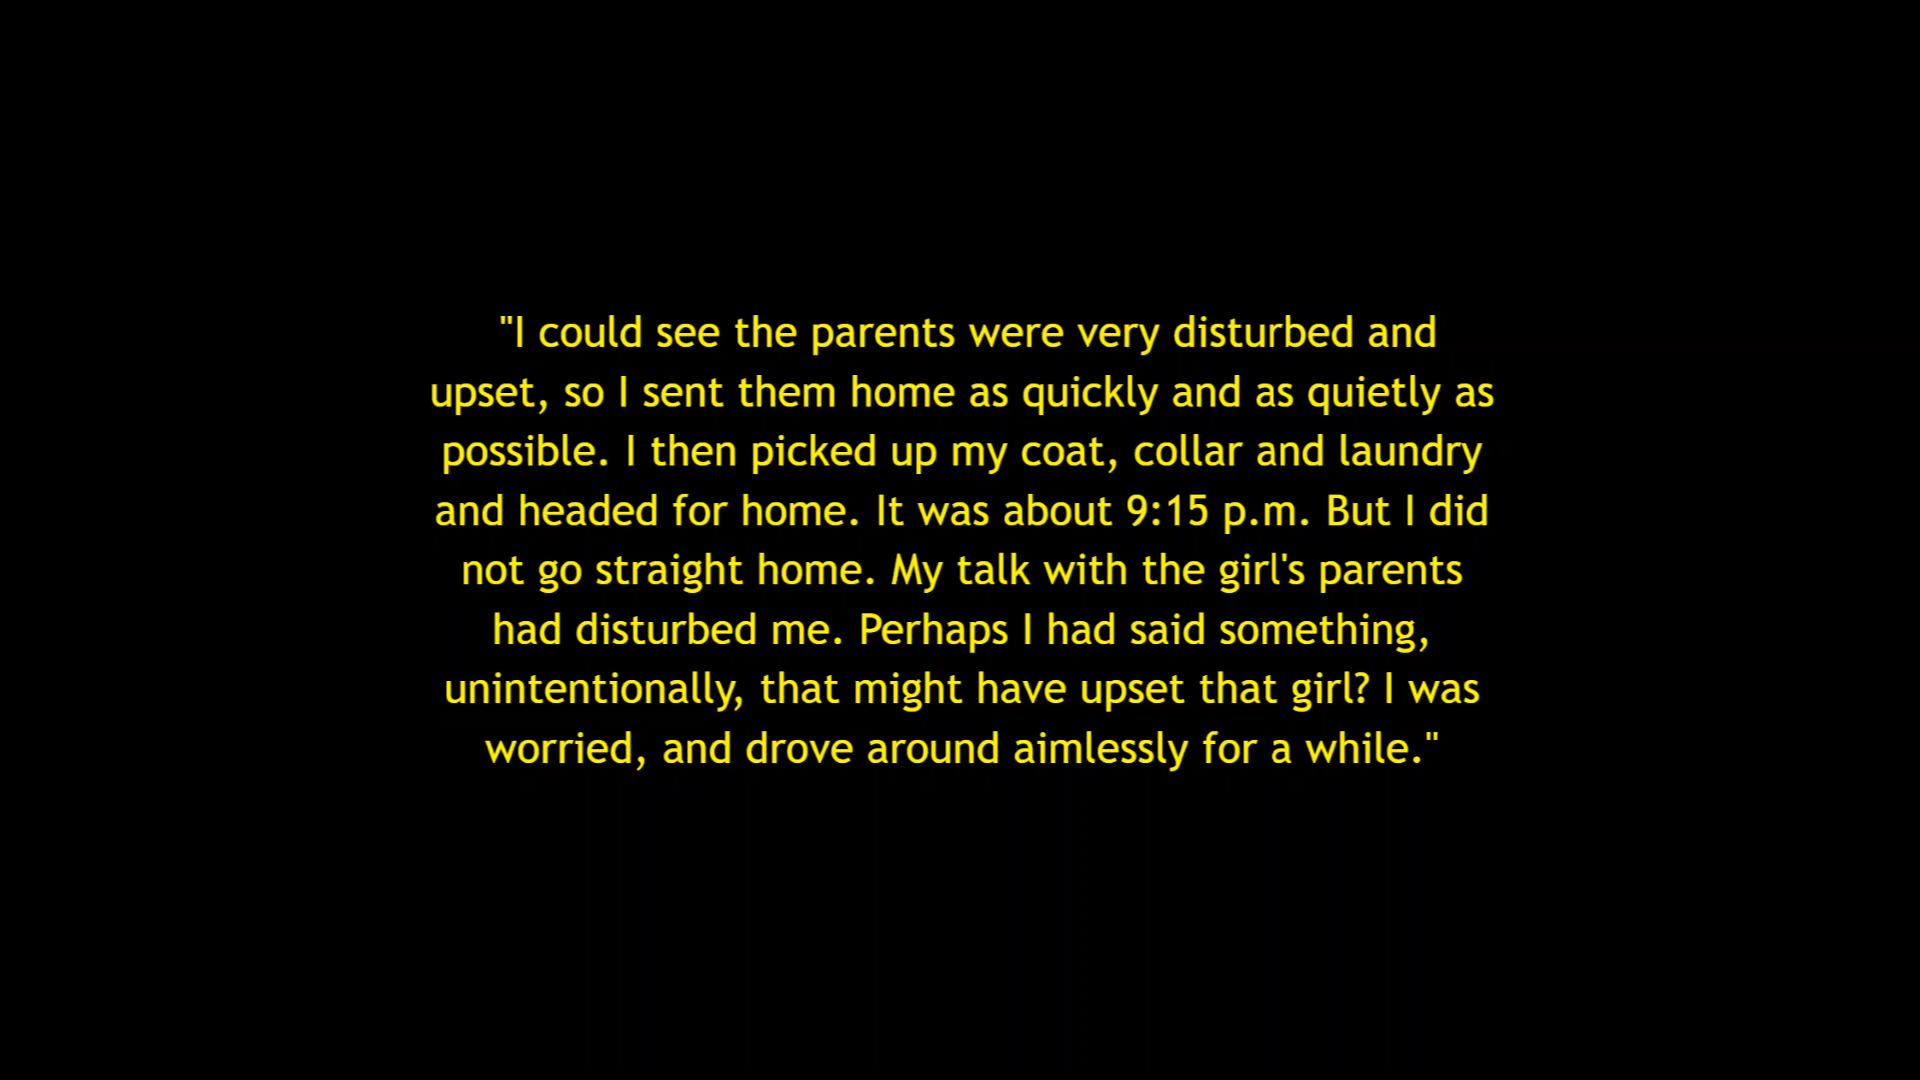 "I could see the parents were very disturbed and
upset, so I sent them home as quickly and as quietly as
possible. I then picked up my coat, collar and laundry
and headed for home. It was about 9:15 p.m. But I did
not go straight home. My talk with the girl's parents
had disturbed me. Perhaps I had said something,
unintentionally, that might have upset that girl? I was
worried, and drove around aimlessly for a while."